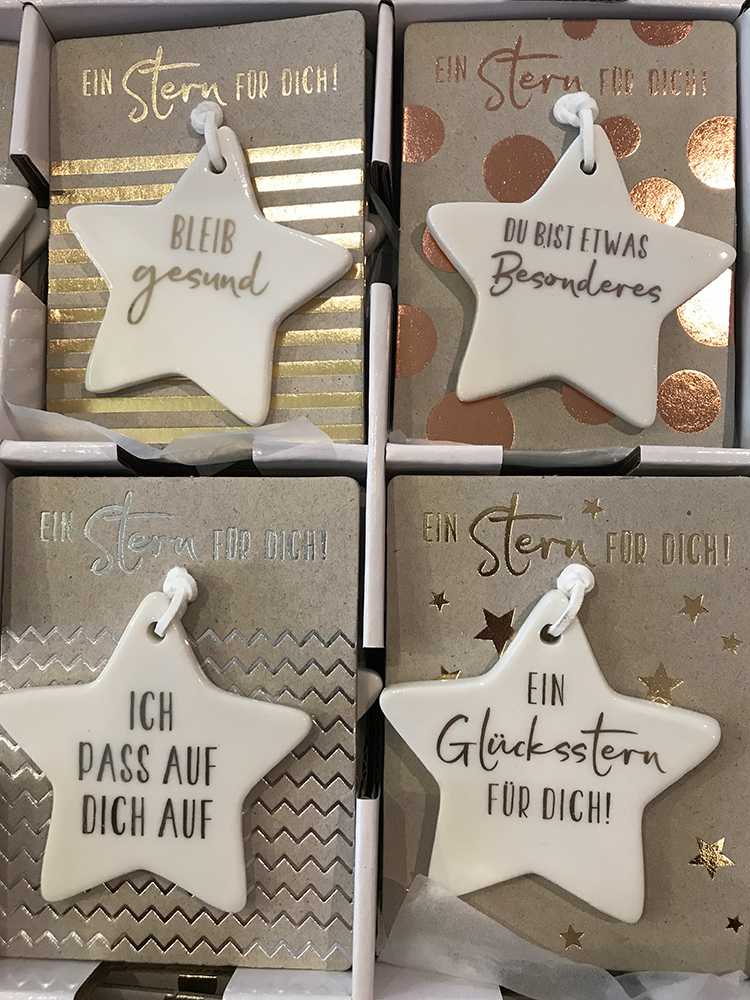 EIN Stern FÜR DICH!
BLEIB
gesund
EIN Stern FÜR DICH!
DU BIST ETWAS
Besonderes
EIN Stern FÜR DICH!
ICH
PASS AUF
DICH AUF
EIN Stern FÜR DICH!
EIN
Glücksstern
FÜR DICH!